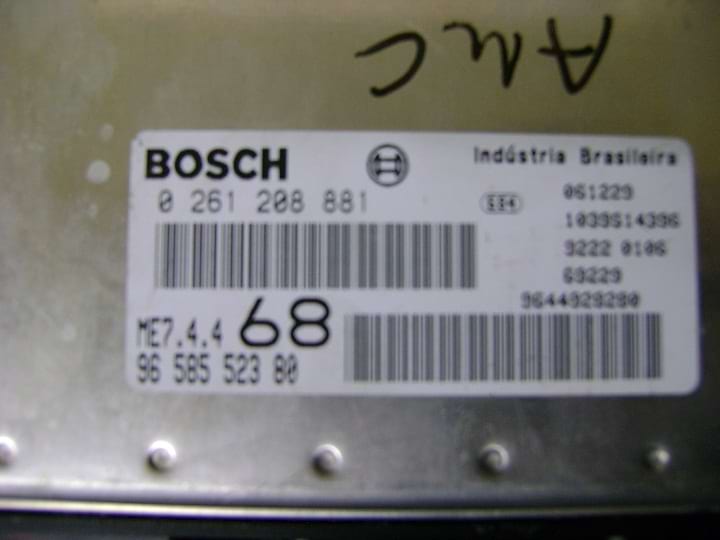 AMC
BOSCH
Indústria Brasileira
0 261 208 881
061229
1039S14396
9222 0106
69229
9644929280
ME7.4.4 68
96 585 523 80